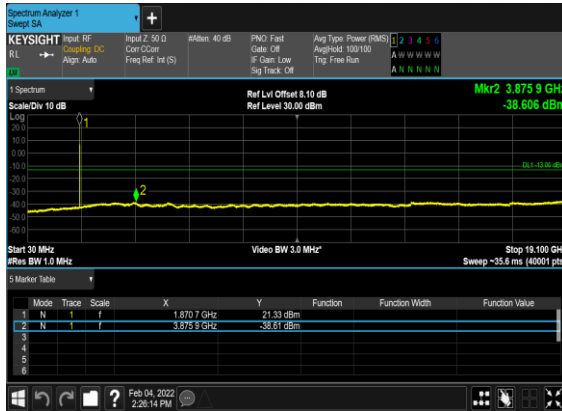 Spectrum Analyzer 1
Swept SA
+
KEYSIGHT Input: RF Input Z: 50 Ω #Atten: 40 dB PNO: Fast Avg Type: Power (RMS) 1 2 3 4 5 6
RL Coupling: DC Corr CCorr Gate: Off Avg|Hold: 100/100
Align: Auto Freq Ref: Int (S) IF Gain: Low Trig: Free Run A W W W W W
Sig Track: Off
A N N N N N
1 Spectrum
Ref Lvl Offset 8.10 dB Mkr2 3.875 9 GHz
Scale/Div 10 dB Ref Level 30.00 dBm -38.606 dBm
Log
1
20.0
10.0
0.00
-10.0
DL1 -13.00 dBm
-20.0
-30.0
2
-40.0
-50.0
-60.0
Start 30 MHz Video BW 3.0 MHz* Stop 19.100 GHz
#Res BW 1.0 MHz Sweep ~35.6 ms (40001 pts)
5 Marker Table
Mode Trace Scale X Y Function Function Width Function Value
1 N 1 f 1.870 7 GHz 21.33 dBm
2 N 1 f 3.875 9 GHz -38.61 dBm
3
4
5
6
? Feb 04, 2022
2:26:14 PM